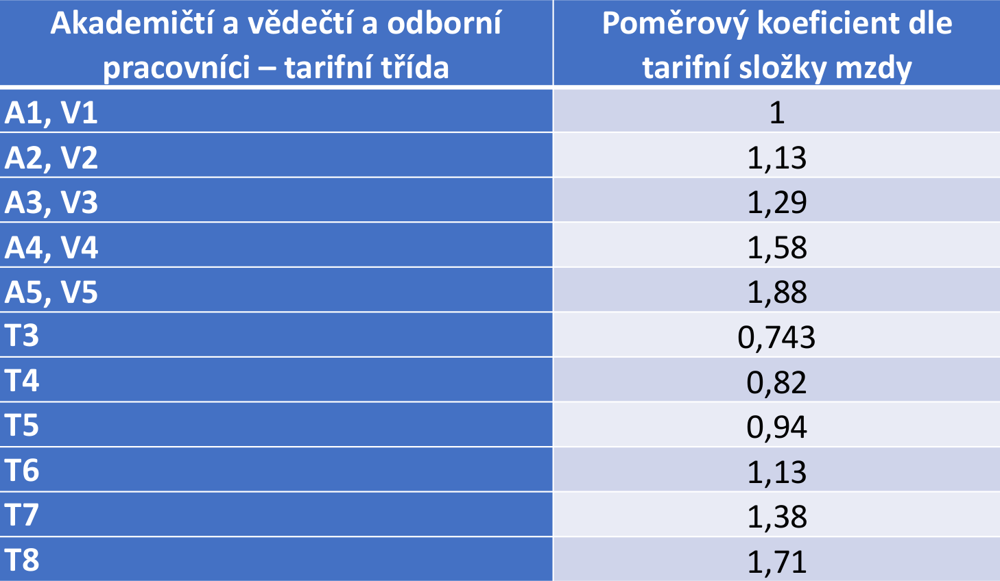 Akademičtí a vědečtí a odborní
pracovníci – tarifní třída
Poměrový koeficient dle
tarifní složky mzdy
A1, V1 1
A2, V2 1,13
A3, V3 1,29
A4, V4 1,58
A5, V5 1,88
T3 0,743
T4 0,82
T5 0,94
T6 1,13
T7 1,38
T8 1,71